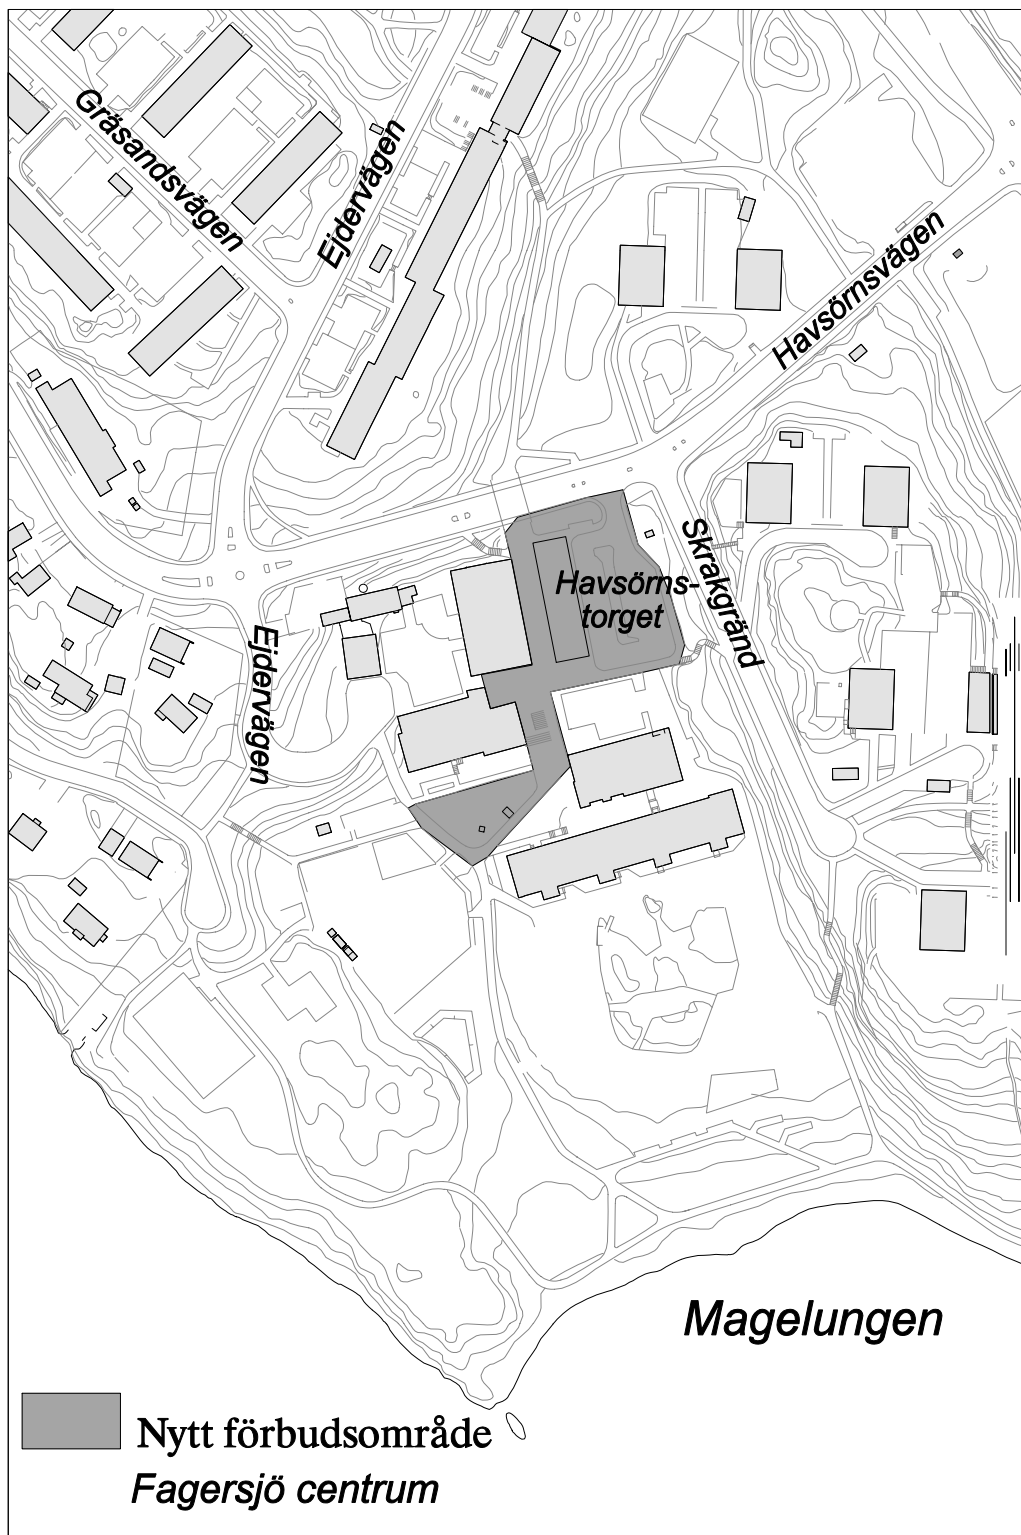 Gräsandsvägen
Ejdervägen
Havsörnsvägen
Skrakgränd
Havsörns-
torget
Ejdervägen
Magelungen
Nytt förbudsområde
Fagersjö centrum